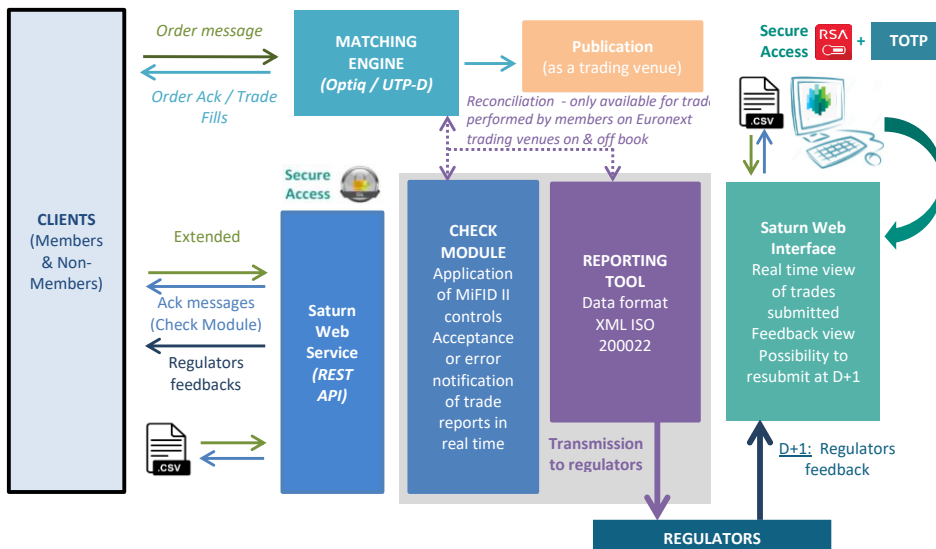 Order message
Order Ack / Trade
Fills
MATCHING
ENGINE
(Optiq / UTP-D)
Publication
(as a trading venue)
Secure
Access
RSA
+
TOTP
Reconciliation - only available for trade
performed by members on Euronext
trading venues on & off book
.CSV
Secure
Access
CLIENTS
(Members
& Non-
Members)
Extended
Ack messages
(Check Module)
Regulators
feedbacks
.CSV
Saturn
Web
Service
(REST
API)
CHECK
MODULE
Application
of MiFID II
controls
Acceptance
or error
notification
of trade
reports in
real time
REPORTING
TOOL
Data format
XML ISO
200022
Transmission
to regulators
Saturn Web
Interface
Real time view
of trades
submitted
Feedback view
Possibility to
resubmit at D+1
D+1: Regulators
feedback
REGULATORS